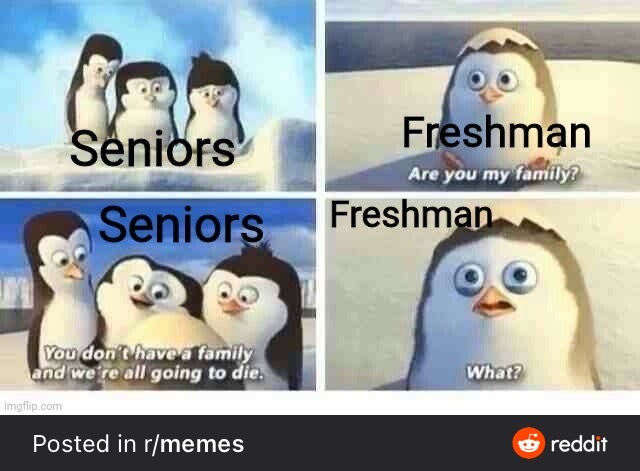 Seniors
Freshman
Are you my family?
Seniors
You don't have a family
and we're all going to die.
Freshman
What?
imgflip.com
Posted in r/memes
reddit